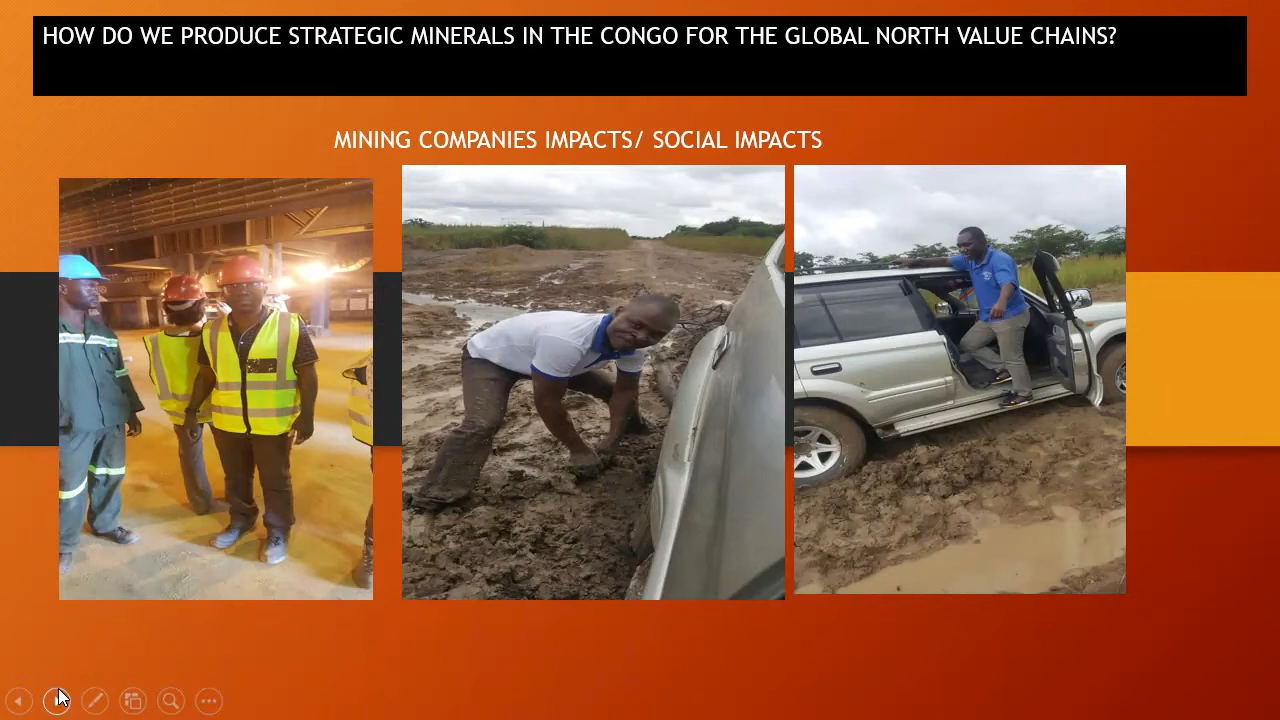 HOW DO WE PRODUCE STRATEGIC MINERALS IN THE CONGO FOR THE GLOBAL NORTH VALUE CHAINS?
MINING COMPANIES IMPACTS/ SOCIAL IMPACTS